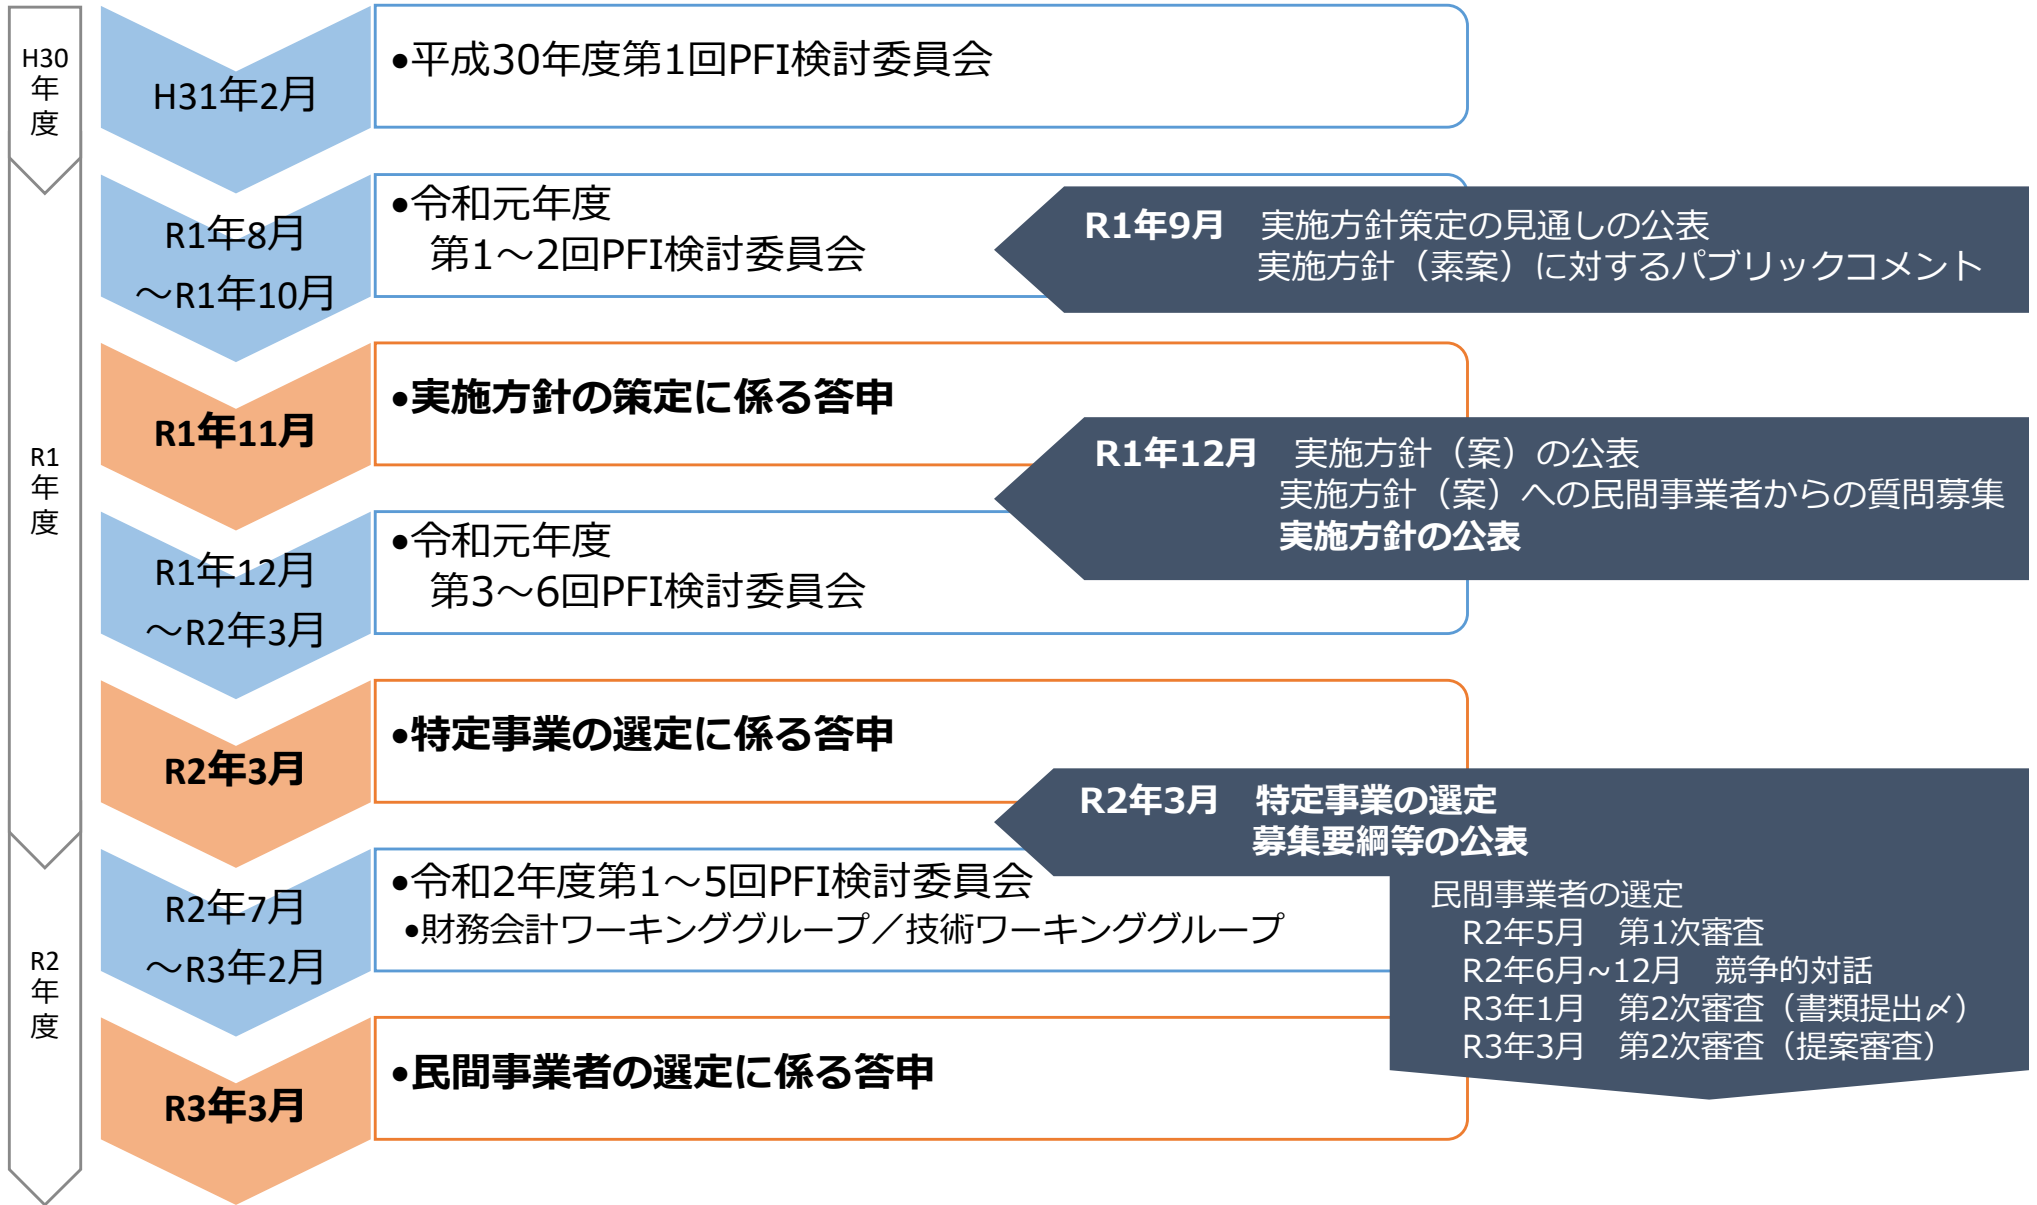 H30
年
度
H31年2月
•平成30年度第1回PFI検討委員会
R1
年
度
R1年8月
～R1年10月
•令和元年度
第1～2回PFI検討委員会
R1年9月　実施方針策定の見通しの公表
実施方針（素案）に対するパブリックコメント
R1年11月
•実施方針の策定に係る答申
R1年12月　実施方針（案）の公表
実施方針（案）への民間事業者からの質問募集
実施方針の公表
R1年12月
～R2年3月
•令和元年度
第3～6回PFI検討委員会
R2年3月
•特定事業の選定に係る答申
R2年3月　特定事業の選定
募集要綱等の公表
R2
年
度
R2年7月
～R3年2月
•令和2年度第1～5回PFI検討委員会
•財務会計ワーキンググループ／技術ワーキンググループ
民間事業者の選定
R2年5月　第1次審査
R2年6月~12月　競争的対話
R3年1月　第2次審査（書類提出〆）
R3年3月　第2次審査（提案審査）
R3年3月
•民間事業者の選定に係る答申